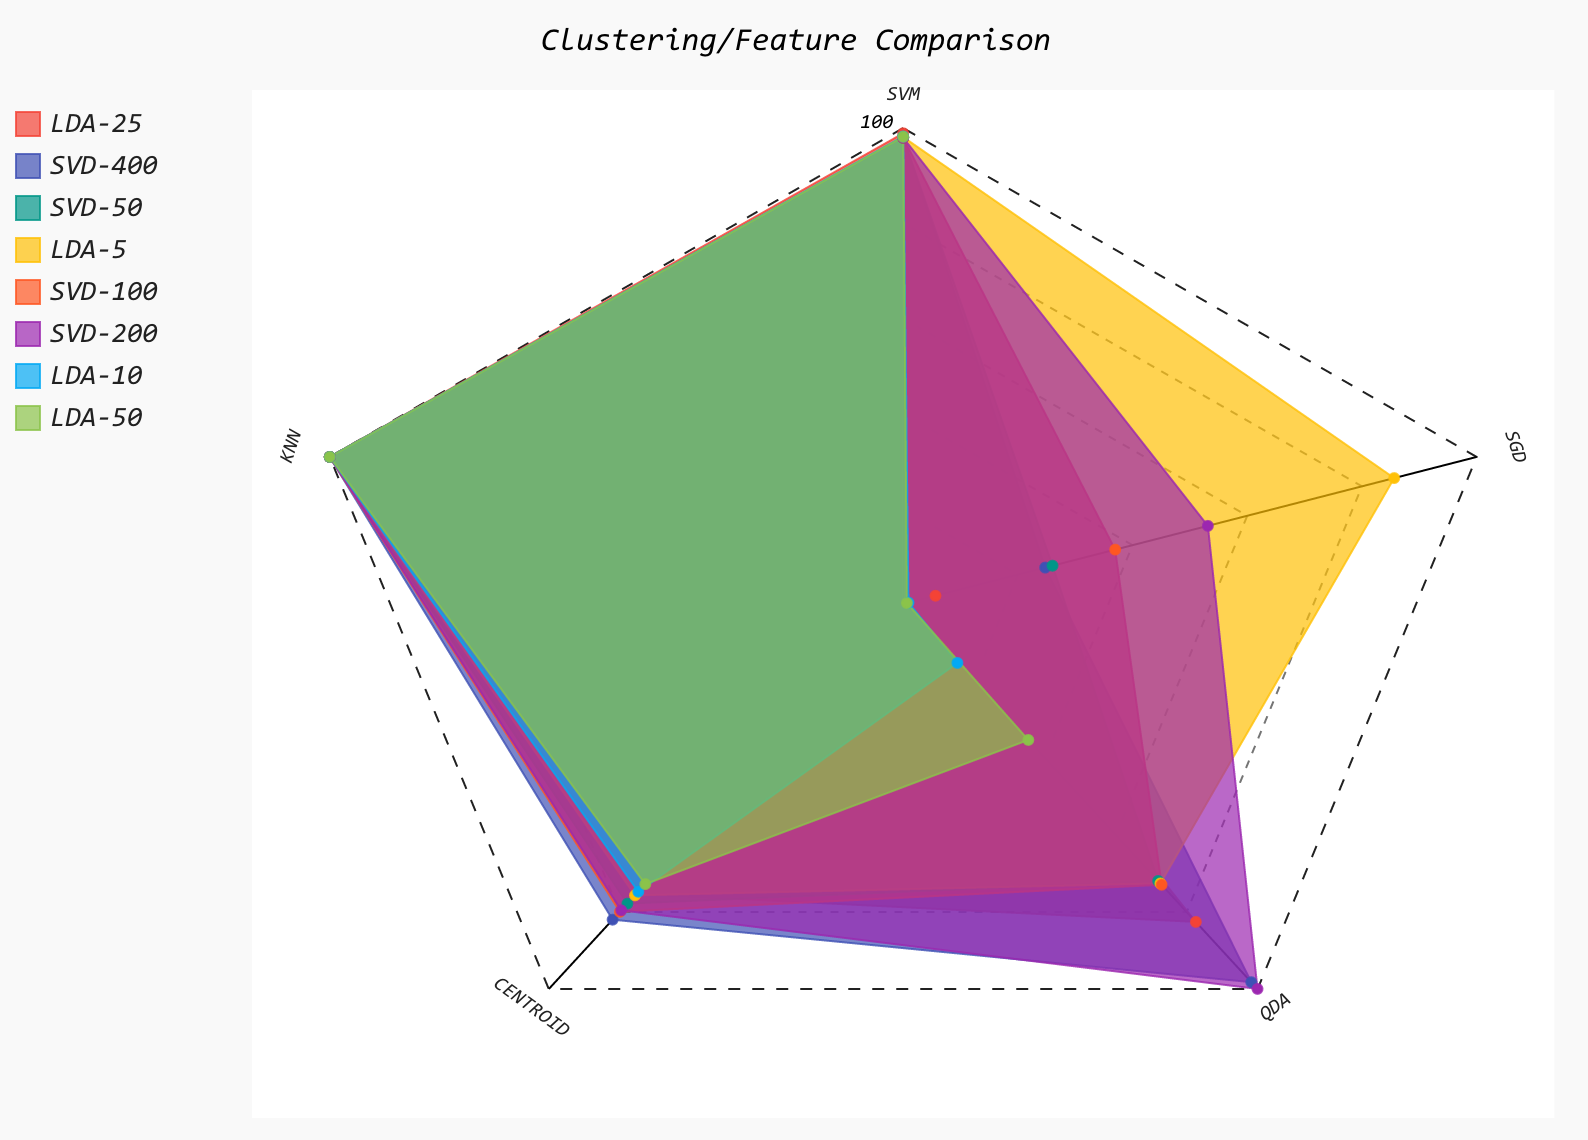 Clustering/Feature Comparison
LDA-25
SVD-400
SVD-50
LDA-5
SVD-100
SVD-200
LDA-10
LDA-50
SVM
100
KNN
SGD
CENTROID
QDA